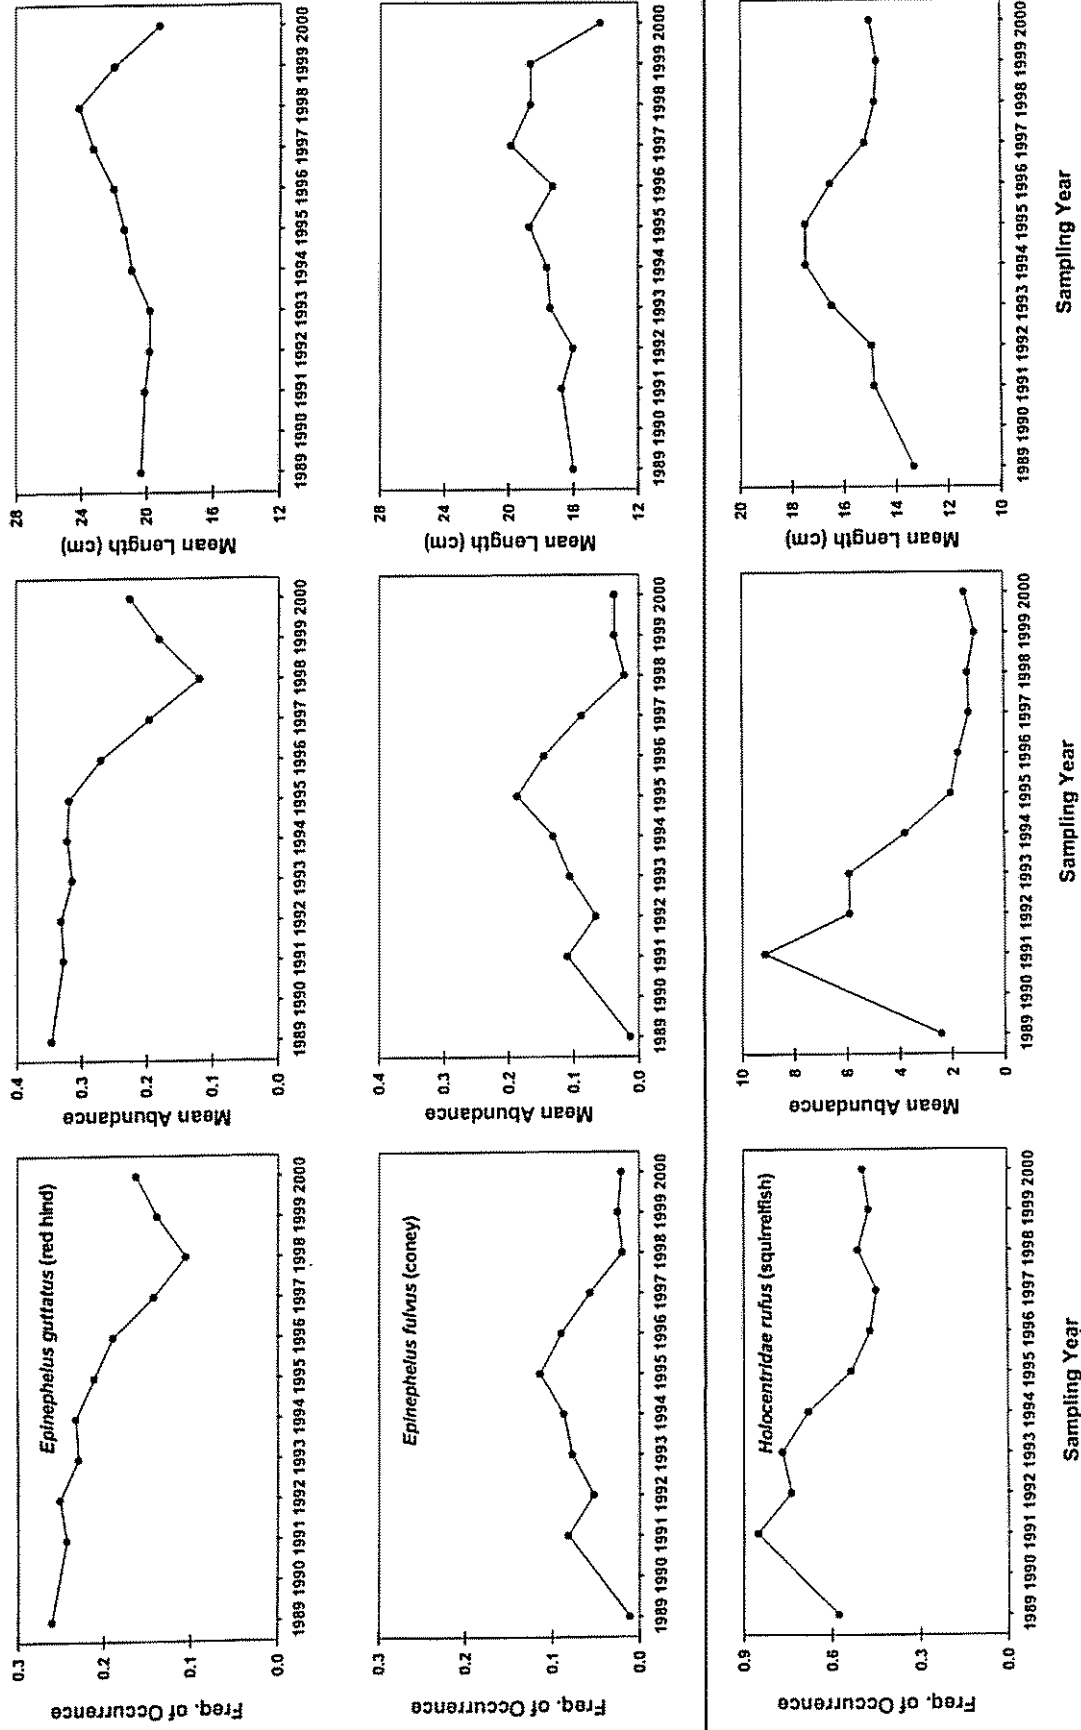 Freq. of Occurrence
0.3
0.2
0.1
0.0
Epinephelus guttatus (red hind)
1989 1990 1991 1992 1993 1994 1995 1996 1997 1998 1999 2000
Mean Abundance
0.4
0.3
0.2
0.1
0.0
1989 1990 1991 1992 1993 1994 1995 1996 1997 1998 1999 2000
Mean Length (cm)
28
24
20
16
12
1989 1990 1991 1992 1993 1994 1995 1996 1997 1998 1999 2000
Freq. of Occurrence
0.3
0.2
0.1
0.0
Epinephelus fulvus (coney)
1989 1990 1991 1992 1993 1994 1995 1996 1997 1998 1999 2000
Mean Abundance
0.4
0.3
0.2
0.1
0.0
1989 1990 1991 1992 1993 1994 1995 1996 1997 1998 1999 2000
Mean Length (cm)
28
24
20
16
12
1989 1990 1991 1992 1993 1994 1995 1996 1997 1998 1999 2000
Freq. of Occurrence
0.9
0.6
0.3
0.0
Holocentridae rufus (squirrelfish)
1989 1990 1991 1992 1993 1994 1995 1996 1997 1998 1999 2000
Sampling Year
Mean Abundance
10
8
6
4
2
0
1989 1990 1991 1992 1993 1994 1995 1996 1997 1998 1999 2000
Sampling Year
Mean Length (cm)
20
18
16
14
12
10
1989 1990 1991 1992 1993 1994 1995 1996 1997 1998 1999 2000
Sampling Year